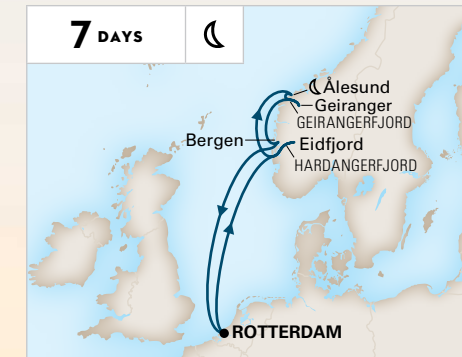 7 DAYS
Ålesund
Geiranger
GEIRANGERFJORD
Bergen
Eidfjord
HARDANGERFJORD
ROTTERDAM